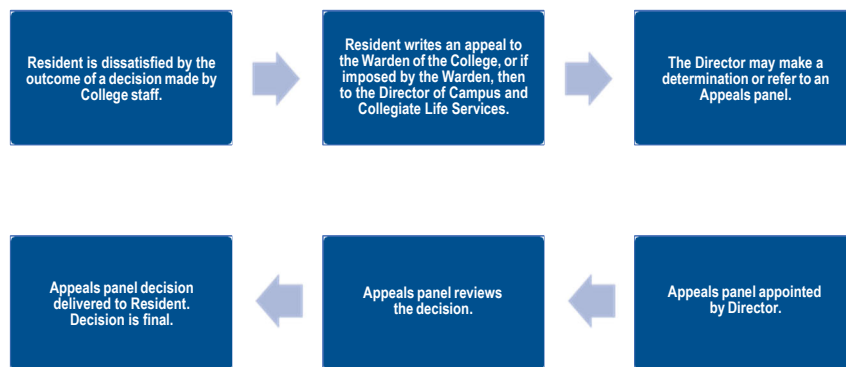 Resident is dissatisfied by the
outcome of a decision made by
College staff.
Resident writes an appeal to
the Warden of the College, or if
imposed by the Warden, then
to the Director of Campus and
Collegiate Life Services.
The Director may make a
determination or refer to an
Appeals panel.
Appeals panel appointed
by Director.
Appeals panel reviews
the decision.
Appeals panel decision
delivered to Resident.
Decision is final.